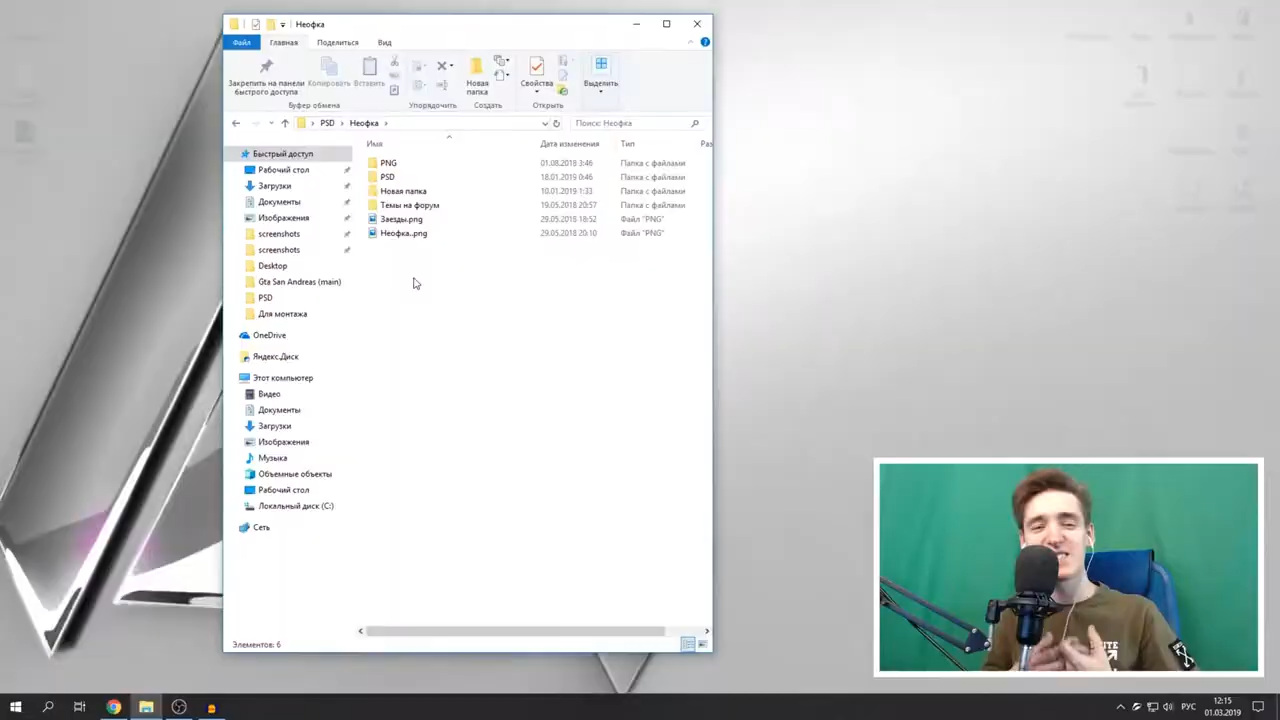 Неофка
Файл
Главная
Поделиться
Вид
Закрепить на панели
быстрого доступа
Копировать
Вставить
Новая
папка
Свойства
Выделить
Буфер обмена
Упорядочить
Создать
Открыть
PSD
Неофка
Поиск: Неофка
Имя
Дата изменения
Тип
Раз
PNG 01.08.2018 3:46 Папка с файлами
PSD 18.01.2019 0:46 Папка с файлами
Новая папка 10.01.2019 1:33 Папка с файлами
Темы на форум 19.05.2018 20:57 Папка с файлами
Заезды.png 29.05.2018 18:52 Файл "PNG"
Неофка..png 29.05.2018 20:10 Файл "PNG"
Быстрый доступ
Рабочий стол
Загрузки
Документы
Изображения
screenshots
screenshots
Desktop
Gta San Andreas (main)
PSD
Для монтажа
OneDrive
Яндекс.Диск
Этот компьютер
Видео
Документы
Загрузки
Изображения
Музыка
Объемные объекты
Рабочий стол
Локальный диск (C:)
Сеть
Элементов: 6
РУС
12:15
01.03.2019